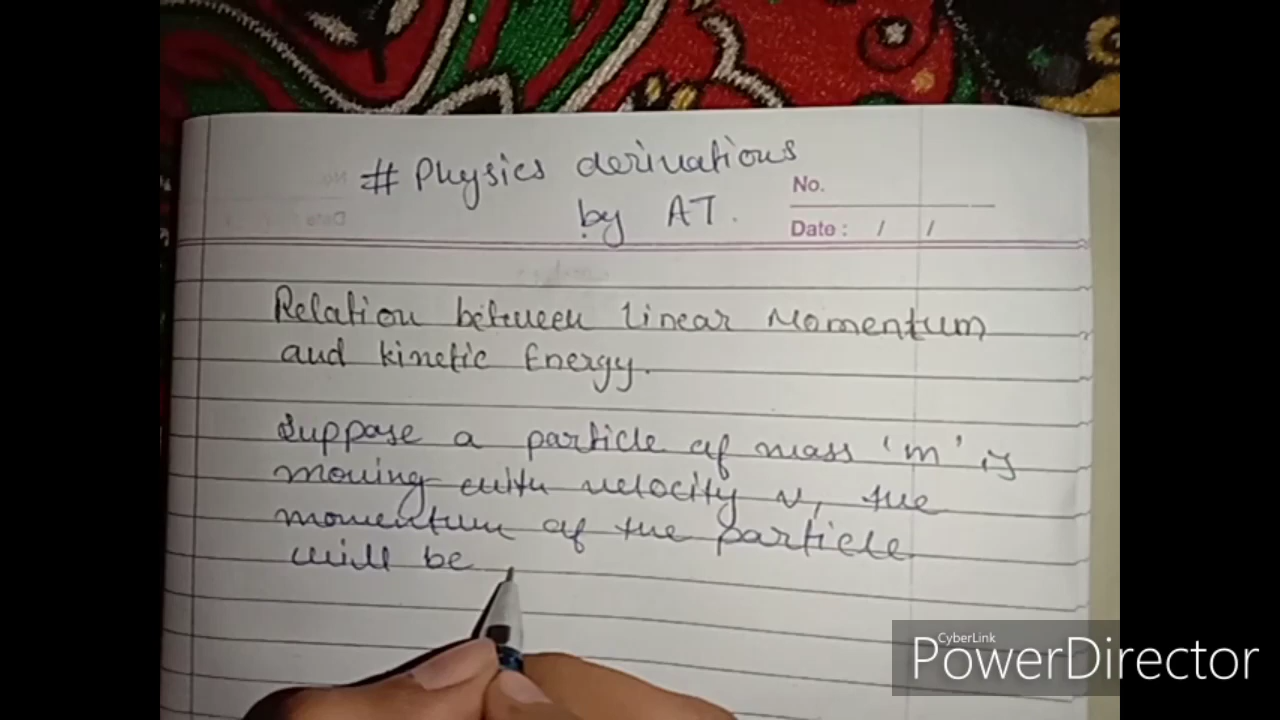 # Physics derivations
by AT.
No.
Date : / /
Relation between linear Momentum
and kinetic Energy.
Suppose a particle of mass 'm' is
moving with velocity v, the
momentum of the particle
will be
CyberLink
PowerDirector